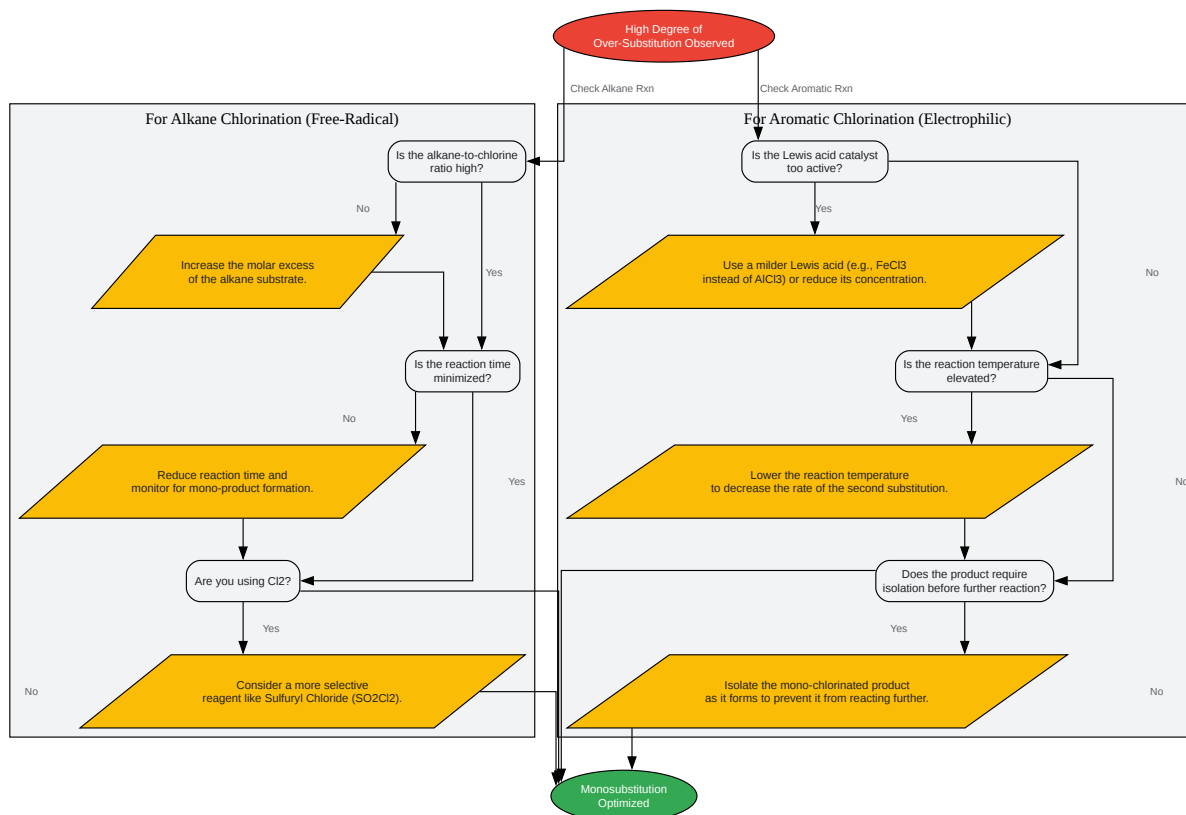 High Degree of
Over-Substitution Observed
Check Alkane Rxn
Check Aromatic Rxn
For Alkane Chlorination (Free-Radical)
Is the alkane-to-chlorine
ratio high?
No
Increase the molar excess
of the alkane substrate.
Yes
Is the reaction time
minimized?
No
Reduce reaction time and
monitor for mono-product formation.
Yes
Are you using Cl2?
Yes
Consider a more selective
reagent like Sulfuryl Chloride (SO2Cl2).
No
For Aromatic Chlorination (Electrophilic)
Is the Lewis acid catalyst
too active?
Yes
Use a milder Lewis acid (e.g., FeCl3
instead of AlCl3) or reduce its concentration.
No
Is the reaction temperature
elevated?
Yes
Lower the reaction temperature
to decrease the rate of the second substitution.
No
Does the product require
isolation before further reaction?
Yes
Isolate the mono-chlorinated product
as it forms to prevent it from reacting further.
No
Monosubstitution
Optimized